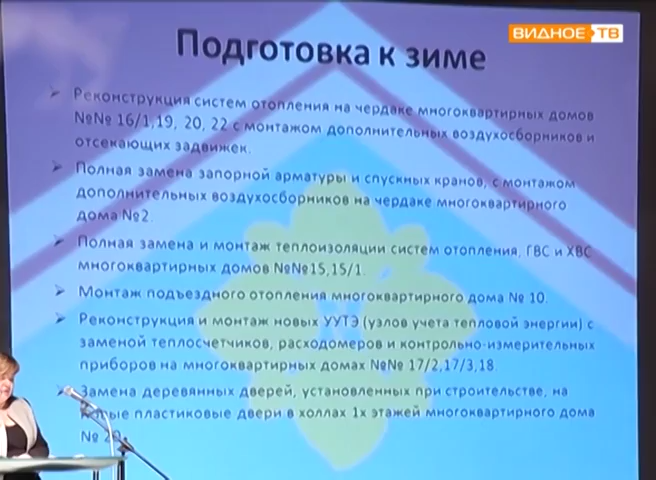 ВИДНОЕ ТВ
Подготовка к зиме
➢ Реконструкция систем отопления на чердаке многоквартирных домов
№№ 16/1,19, 20, 22 с монтажом дополнительных воздухосборников и
отсекающих задвижек.
➢ Полная замена запорной арматуры и спускных кранов, с монтажом
дополнительных воздухосборников на чердаке многоквартирного
дома №2.
➢ Полная замена и монтаж теплоизоляции систем отопления, ГВС и ХВС
многоквартирных домов №№15,15/1.
➢ Монтаж подъездного отопления многоквартирного дома № 10.
➢ Реконструкция и монтаж новых УУТЭ (узлов учета тепловой энергии) с
заменой теплосчетчиков, расходомеров и контрольно-измерительных
приборов на многоквартирных домах №№ 17/2,17/3,18.
➢ Замена деревянных дверей, установленных при строительстве, на
пластиковые двери в холлах 1х этажей многоквартирного дома
№